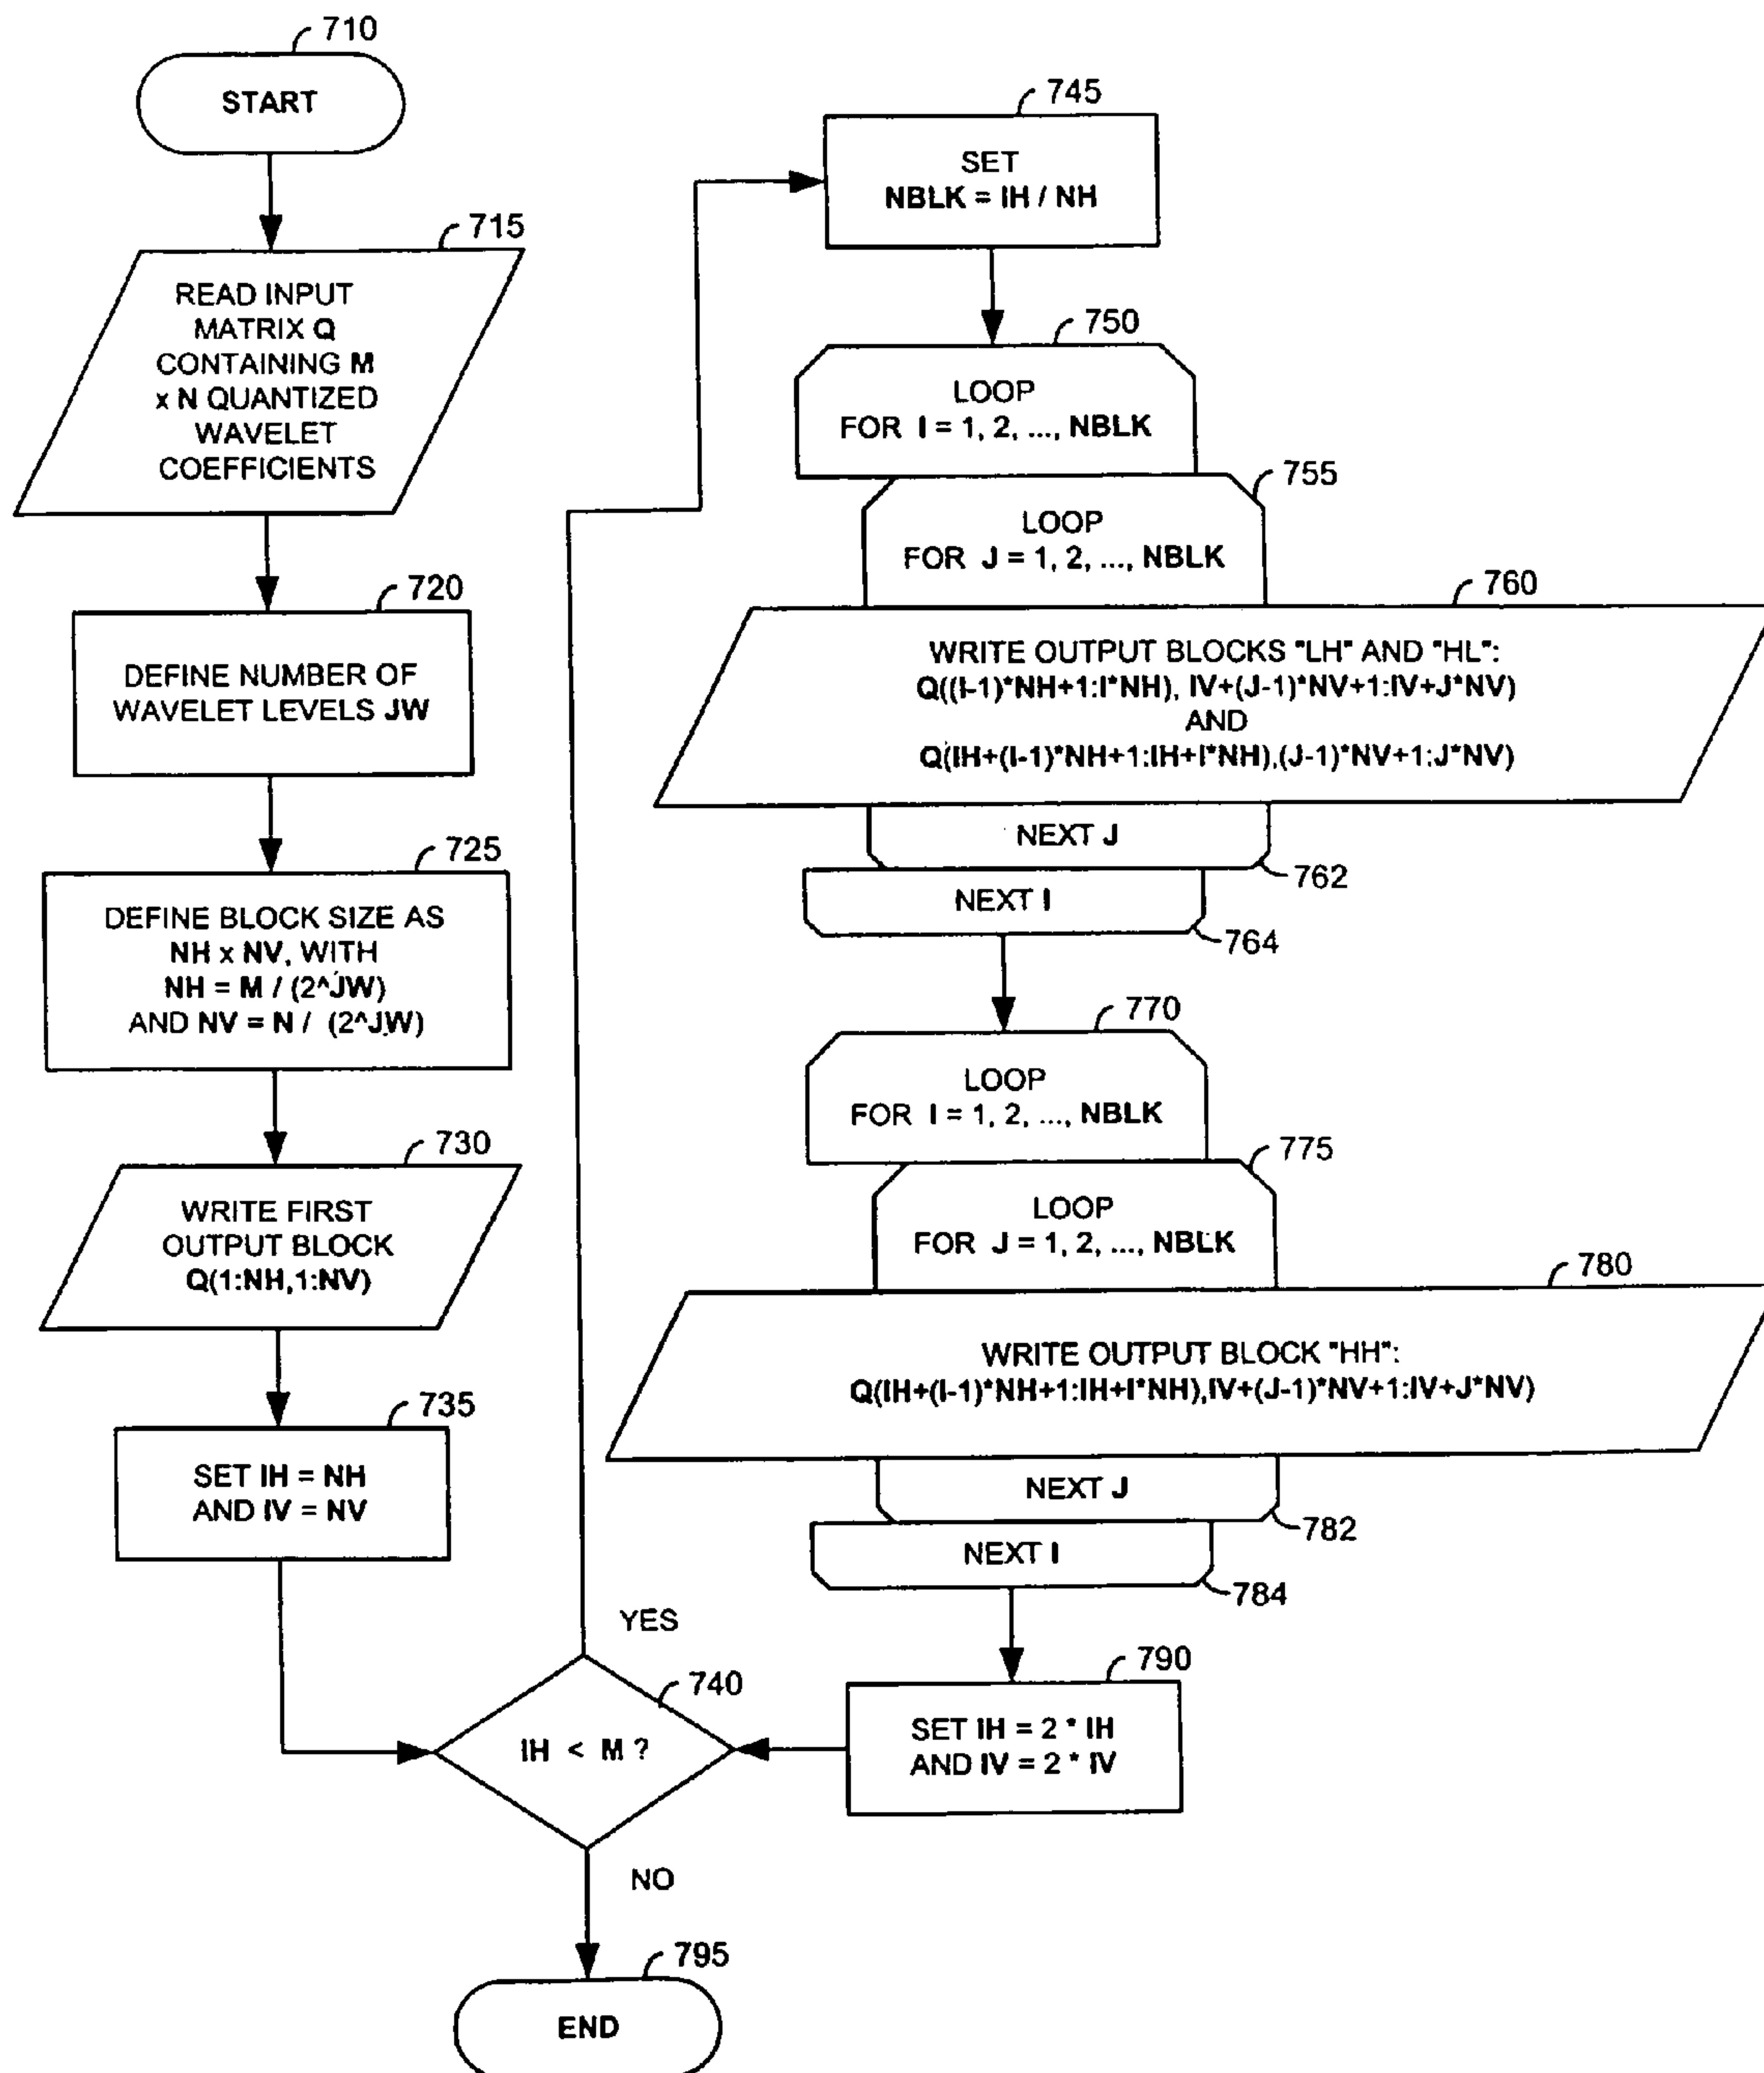 710
START
715
READ INPUT
MATRIX Q
CONTAINING M
x N QUANTIZED
WAVELET
COEFFICIENTS
720
DEFINE NUMBER OF
WAVELET LEVELS JW
725
DEFINE BLOCK SIZE AS
NH x NV, WITH
NH = M / (2^JW)
AND NV = N / (2^JW)
730
WRITE FIRST
OUTPUT BLOCK
Q(1:NH,1:NV)
735
SET IH = NH
AND IV = NV
YES
740
IH < M ?
NO
795
END
745
SET
NBLK = IH / NH
750
LOOP
FOR I = 1, 2, ..., NBLK
755
LOOP
FOR J = 1, 2, ..., NBLK
760
WRITE OUTPUT BLOCKS "LH" AND "HL":
Q((I-1)*NH+1:I*NH), IV+(J-1)*NV+1:IV+J*NV)
AND
Q(IH+(I-1)*NH+1:IH+I*NH),(J-1)*NV+1:J*NV)
NEXT J
762
NEXT I
764
770
LOOP
FOR I = 1, 2, ..., NBLK
775
LOOP
FOR J = 1, 2, ..., NBLK
780
WRITE OUTPUT BLOCK "HH":
Q(IH+(I-1)*NH+1:IH+I*NH),IV+(J-1)*NV+1:IV+J*NV)
NEXT J
782
NEXT I
784
790
SET IH = 2 * IH
AND IV = 2 * IV